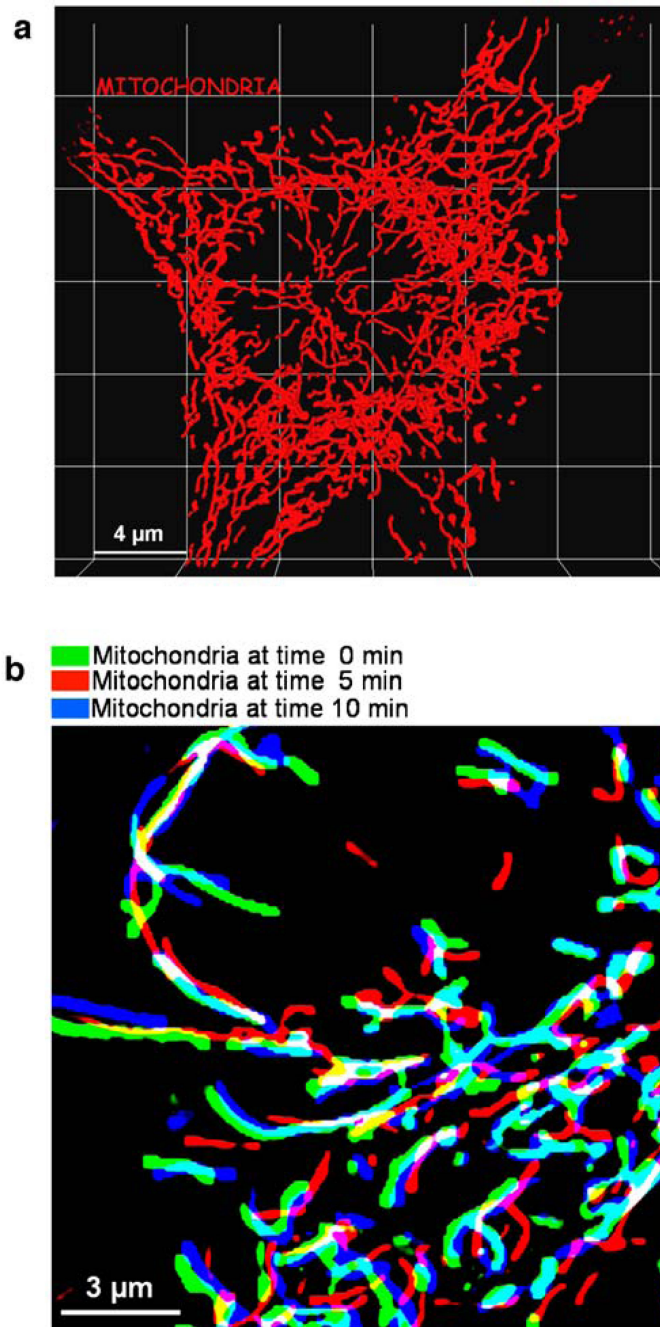 a
MITOCHONDRIA
4 µm
b
Mitochondria at time 0 min
Mitochondria at time 5 min
Mitochondria at time 10 min
3 µm